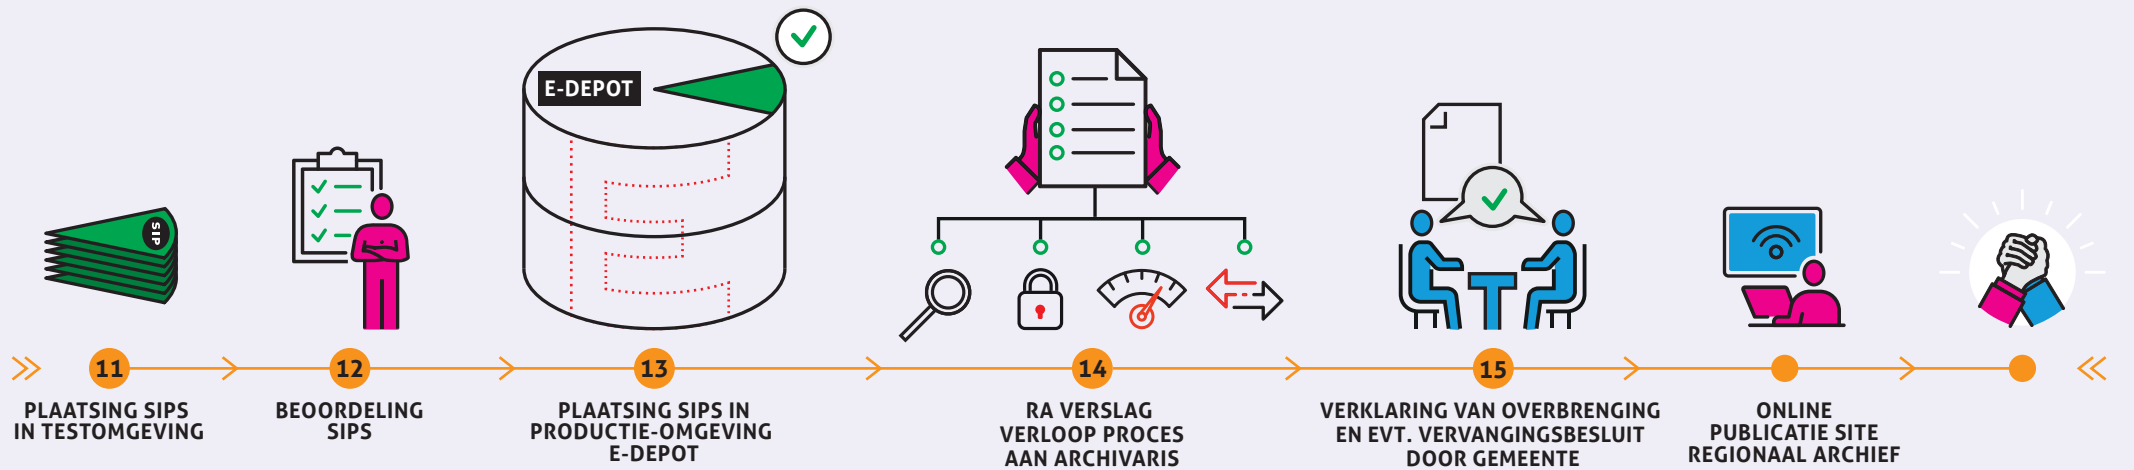 E-DEPOT
SIP
11
12
13
14
15
PLAATSING SIPS
IN TESTOMGEVING
BEOORDELING
SIPS
PLAATSING SIPS IN
PRODUCTIE-OMGEVING
E-DEPOT
RA VERSLAG
VERLOOP PROCES
AAN ARCHIVARIS
VERKLARING VAN OVERBRENGING
EN EVT. VERVANGINGSBESLUIT
DOOR GEMEENTE
ONLINE
PUBLICATIE SITE
REGIONAAL ARCHIEF